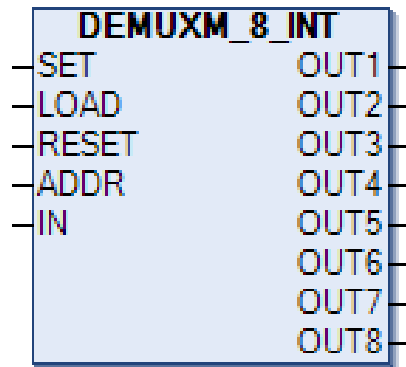 DEMUXM_8_INT
SET OUT1
LOAD OUT2
RESET OUT3
ADDR OUT4
IN OUT5
OUT6
OUT7
OUT8